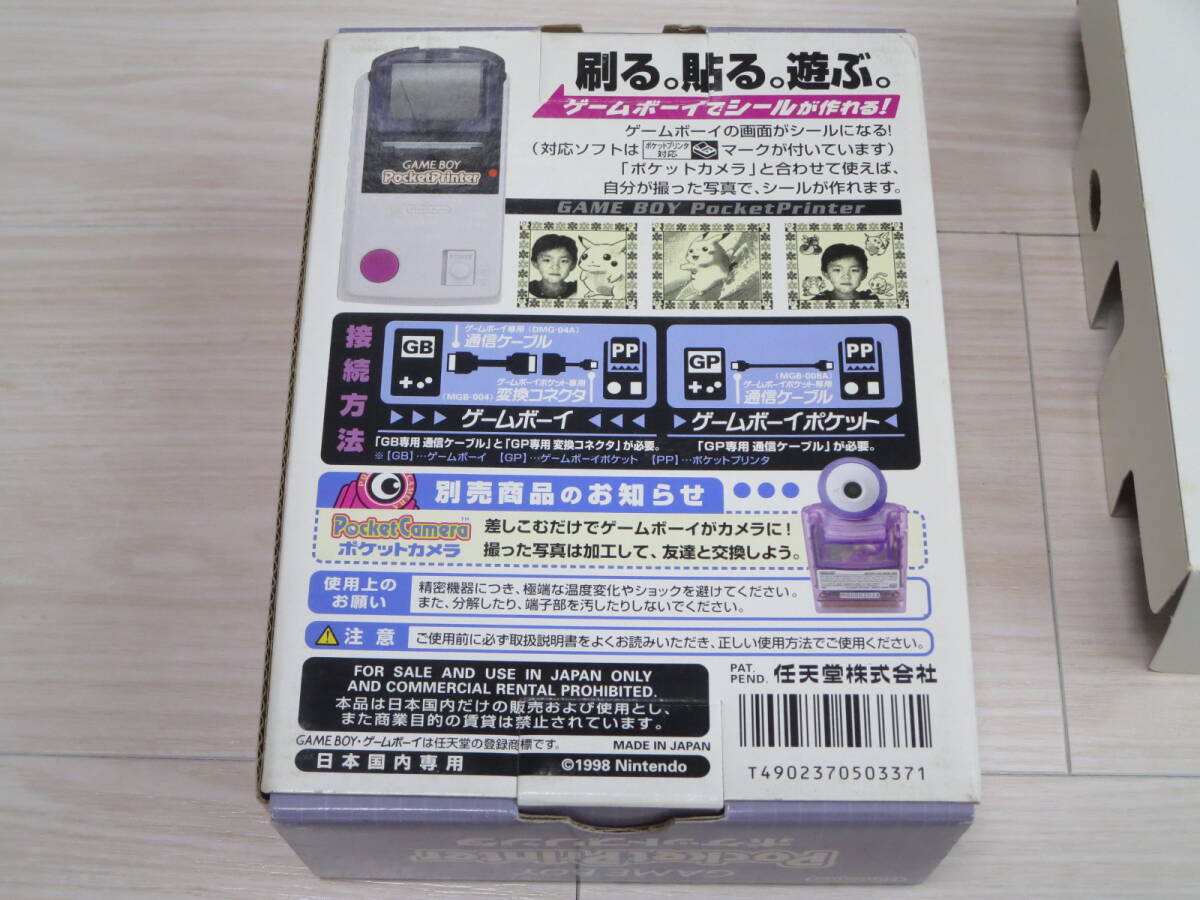 刷る。貼る。遊ぶ。
ゲームボーイでシールが作れる!
ゲームボーイの画面がシールになる!
(対応ソフトは ポケットプリンタ対応 マークが付いています)
「ポケットカメラ」と合わせて使えば、
自分が撮った写真で、シールが作れます。
GAME BOY
PocketPrinter
Nintendo
POWER
GAME BOY PocketPrinter
接続方法
GB
ゲームボーイ専用(DMG-04A)
通信ケーブル
PP
ゲームボーイポケット専用
(MGB-004) 変換コネクタ
ゲームボーイ
「GB専用 通信ケーブル」と「GP専用 変換コネクタ」が必要。
GP
PP
(MGB-008A)
ゲームボーイポケット専用
通信ケーブル
ゲームボーイポケット
「GP専用 通信ケーブル」が必要。
※【GB】…ゲームボーイ 【GP】…ゲームボーイポケット 【PP】…ポケットプリンタ
別売商品のお知らせ
PocketCamera™
ポケットカメラ
差しこむだけでゲームボーイがカメラに!
撮った写真は加工して、友達と交換しよう。
使用上の
お願い
精密機器につき、極端な温度変化やショックを避けてください。
また、分解したり、端子部を汚したりしないでください。
注意
ご使用前に必ず取扱説明書をよくお読みいただき、正しい使用方法でご使用ください。
FOR SALE AND USE IN JAPAN ONLY
AND COMMERCIAL RENTAL PROHIBITED.
本品は日本国内だけの販売および使用とし、
また商業目的の賃貸は禁止されています。
GAME BOY・ゲームボーイは任天堂の登録商標です。
MADE IN JAPAN
日本国内専用
©1998 Nintendo
PAT.
PEND. 任天堂株式会社
T4902370503371
ポケットプリンタ
PocketPrinter
GAME BOY